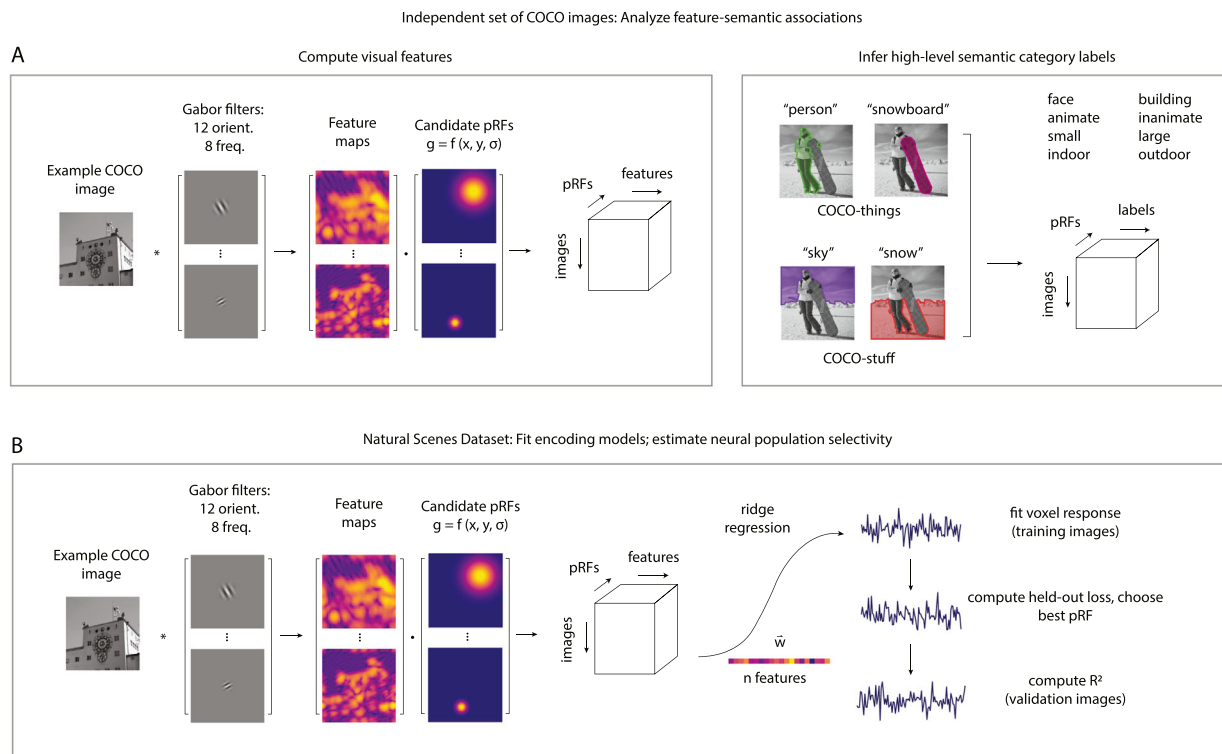 Independent set of COCO images: Analyze feature-semantic associations
A
Compute visual features
Gabor filters:
12 orient.
8 freq.
Feature
maps
Candidate pRFs
g = f (x, y, σ)
Example COCO
image
*
...
...
•
...
pRFs
features
images
Infer high-level semantic category labels
"person"
"snowboard"
COCO-things
"sky"
"snow"
COCO-stuff
face
animate
small
indoor
building
inanimate
large
outdoor
pRFs
labels
images
B
Natural Scenes Dataset: Fit encoding models; estimate neural population selectivity
Gabor filters:
12 orient.
8 freq.
Feature
maps
Candidate pRFs
g = f (x, y, σ)
Example COCO
image
*
...
...
•
...
pRFs
features
images
ridge
regression
w⃗
n features
fit voxel response
(training images)
compute held-out loss, choose
best pRF
compute R²
(validation images)